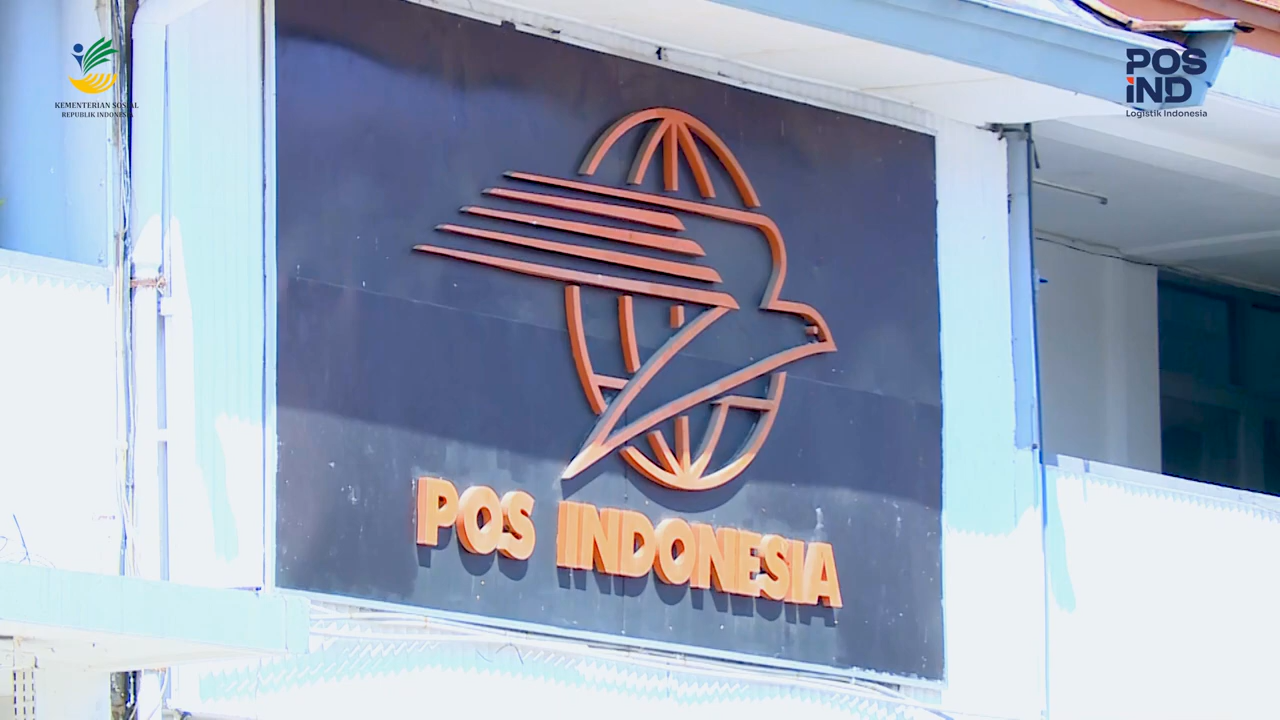 KEMENTERIAN SOSIAL
REPUBLIK INDONESIA
POS
IND
Logistik Indonesia
POS INDONESIA